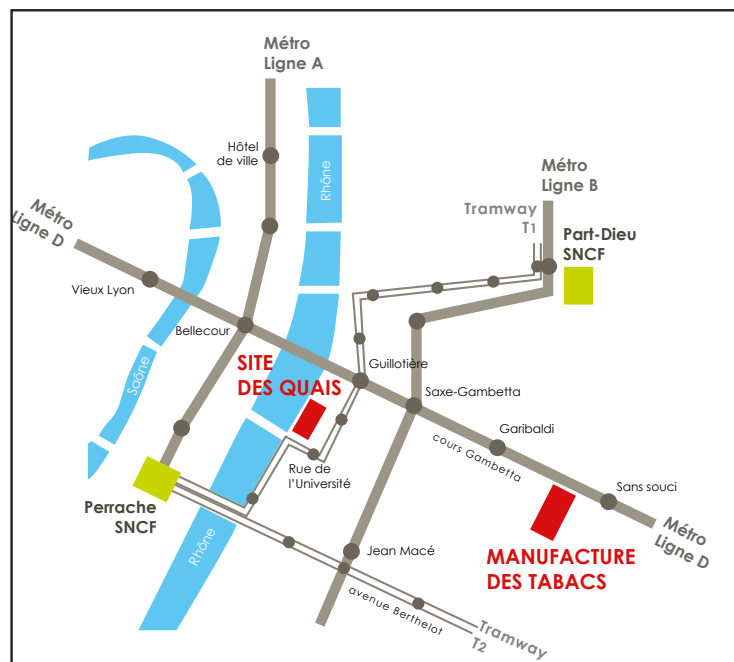 Métro
Ligne A
Hôtel
de ville
Rhône
Métro
Ligne B
Tramway
T1
Part-Dieu
SNCF
Métro
Ligne D
Vieux Lyon
Bellecour
Saône
SITE
DES QUAIS
Guillotière
Saxe-Gambetta
Garibaldi
cours Gambetta
Rue de
l’Université
Sans souci
Perrache
SNCF
Rhône
Jean Macé
MANUFACTURE
DES TABACS
Métro
Ligne D
avenue Berthelot
Tramway
T2